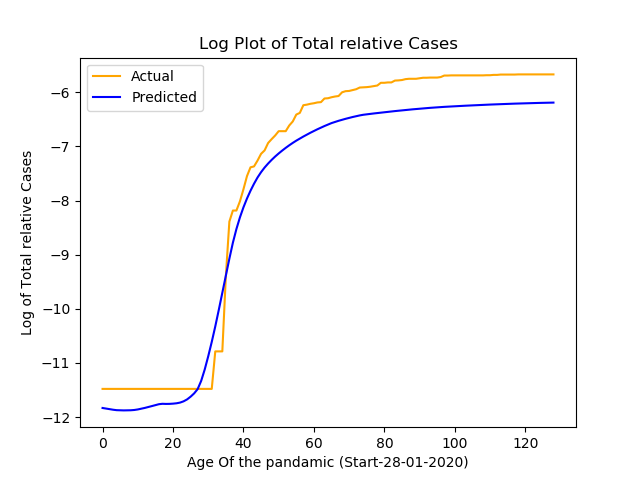 Log Plot of Total relative Cases
Actual
Predicted
Log of Total relative Cases
−6
−7
−8
−9
−10
−11
−12
0 20 40 60 80 100 120
Age Of the pandamic (Start-28-01-2020)